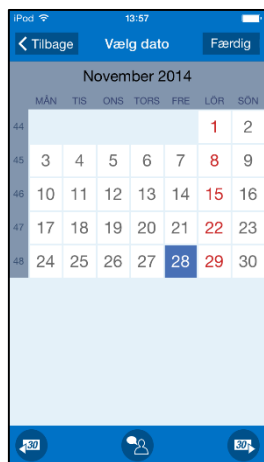 iPod 13:57
Tilbage Vælg dato Færdig
November 2014
MÅN TIS ONS TORS FRE LÖR SÖN
44 1 2
45 3 4 5 6 7 8 9
46 10 11 12 13 14 15 16
47 17 18 19 20 21 22 23
48 24 25 26 27 28 29 30
30 30